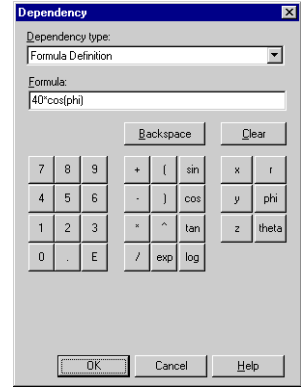 Dependency
Dependency type:
Formula Definition
Formula:
40*cos(phi)
Backspace Clear
7 8 9 + ( sin x r
4 5 6 - ) cos y phi
1 2 3 * ^ tan z theta
0 . E / exp log
OK Cancel Help